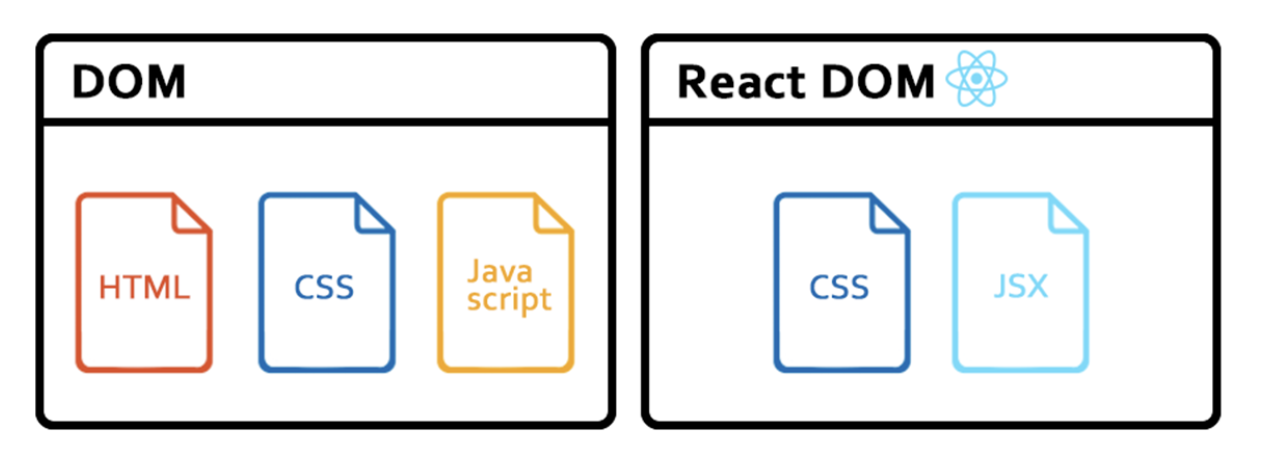 DOM
HTML
CSS
Java
script
React DOM
CSS
JSX